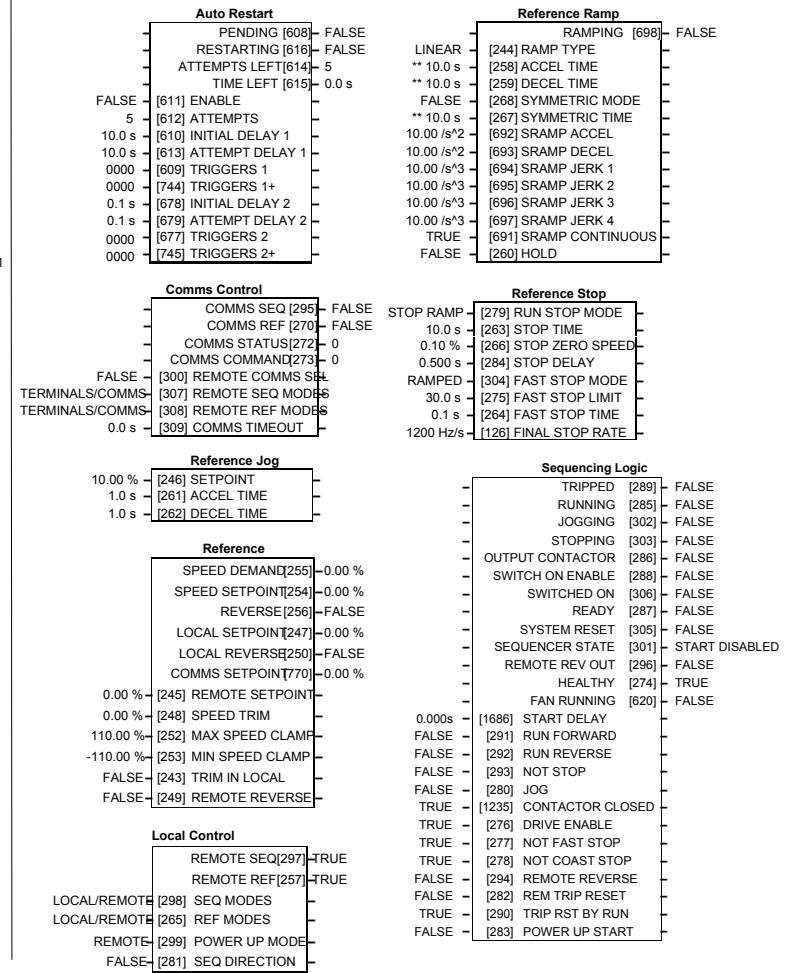 Auto Restart
PENDING [608] FALSE
RESTARTING [616] FALSE
ATTEMPTS LEFT[614] 5
TIME LEFT [615] 0.0 s
FALSE [611] ENABLE
5 [612] ATTEMPTS
10.0 s [610] INITIAL DELAY 1
10.0 s [613] ATTEMPT DELAY 1
0000 [609] TRIGGERS 1
0000 [744] TRIGGERS 1+
0.1 s [678] INITIAL DELAY 2
0.1 s [679] ATTEMPT DELAY 2
0000 [677] TRIGGERS 2
0000 [745] TRIGGERS 2+
Comms Control
COMMS SEQ [295] FALSE
COMMS REF [270] FALSE
COMMS STATUS[272] 0
COMMS COMMAND[273] 0
FALSE [300] REMOTE COMMS SEL
TERMINALS/COMMS [307] REMOTE SEQ MODES
TERMINALS/COMMS [308] REMOTE REF MODES
0.0 s [309] COMMS TIMEOUT
Reference Jog
10.00 % [246] SETPOINT
1.0 s [261] ACCEL TIME
1.0 s [262] DECEL TIME
Reference
SPEED DEMAND[255] 0.00 %
SPEED SETPOINT[254] 0.00 %
REVERSE[256] FALSE
LOCAL SETPOINT[247] 0.00 %
LOCAL REVERSE[250] FALSE
COMMS SETPOINT[770] 0.00 %
0.00 % [245] REMOTE SETPOINT
0.00 % [248] SPEED TRIM
110.00 % [252] MAX SPEED CLAMP
-110.00 % [253] MIN SPEED CLAMP
FALSE [243] TRIM IN LOCAL
FALSE [249] REMOTE REVERSE
Local Control
REMOTE SEQ[297] TRUE
REMOTE REF[257] TRUE
LOCAL/REMOTE [298] SEQ MODES
LOCAL/REMOTE [265] REF MODES
REMOTE [299] POWER UP MODE
FALSE [281] SEQ DIRECTION
Reference Ramp
RAMPING [698] FALSE
LINEAR [244] RAMP TYPE
** 10.0 s [258] ACCEL TIME
** 10.0 s [259] DECEL TIME
FALSE [268] SYMMETRIC MODE
** 10.0 s [267] SYMMETRIC TIME
10.00 /s^2 [692] SRAMP ACCEL
10.00 /s^2 [693] SRAMP DECEL
10.00 /s^3 [694] SRAMP JERK 1
10.00 /s^3 [695] SRAMP JERK 2
10.00 /s^3 [696] SRAMP JERK 3
10.00 /s^3 [697] SRAMP JERK 4
TRUE [691] SRAMP CONTINUOUS
FALSE [260] HOLD
Reference Stop
STOP RAMP [279] RUN STOP MODE
10.0 s [263] STOP TIME
0.10 % [266] STOP ZERO SPEED
0.500 s [284] STOP DELAY
RAMPED [304] FAST STOP MODE
30.0 s [275] FAST STOP LIMIT
0.1 s [264] FAST STOP TIME
1200 Hz/s [126] FINAL STOP RATE
Sequencing Logic
TRIPPED [289] FALSE
RUNNING [285] FALSE
JOGGING [302] FALSE
STOPPING [303] FALSE
OUTPUT CONTACTOR [286] FALSE
SWITCH ON ENABLE [288] FALSE
SWITCHED ON [306] FALSE
READY [287] FALSE
SYSTEM RESET [305] FALSE
SEQUENCER STATE [301] START DISABLED
REMOTE REV OUT [296] FALSE
HEALTHY [274] TRUE
FAN RUNNING [620] FALSE
0.000s [1686] START DELAY
FALSE [291] RUN FORWARD
FALSE [292] RUN REVERSE
FALSE [293] NOT STOP
FALSE [280] JOG
TRUE [1235] CONTACTOR CLOSED
TRUE [276] DRIVE ENABLE
TRUE [277] NOT FAST STOP
TRUE [278] NOT COAST STOP
FALSE [294] REMOTE REVERSE
FALSE [282] REM TRIP RESET
TRUE [290] TRIP RST BY RUN
FALSE [283] POWER UP START